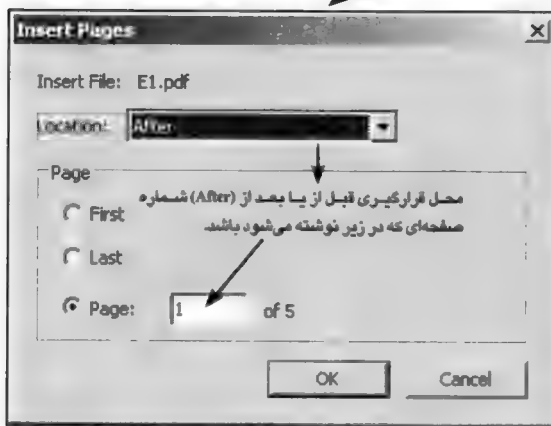 Insert Pages
Insert File: E1.pdf
Location: After
Page
First
محل قرارگیری قبل از یا بعد از (After) شماره
صفحه‌ای که در زیر نوشته می‌شود باشد.
Last
Page: 1 of 5
OK Cancel